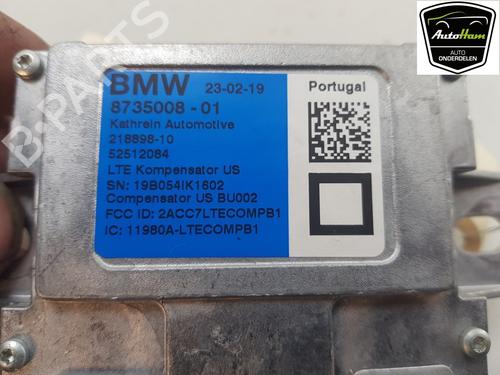 AutoHam
AUTO
ONDERDELEN
BMW 23-02-19 Portugal
8735008 - 01
Kathrein Automotive
218898-10
52512084
LTE Kompensator US
SN: 19B054IK1602
Compensator US BU002
FCC ID: 2ACC7LTECOMPB1
IC: 11980A-LTECOMPB1
B-PARTS